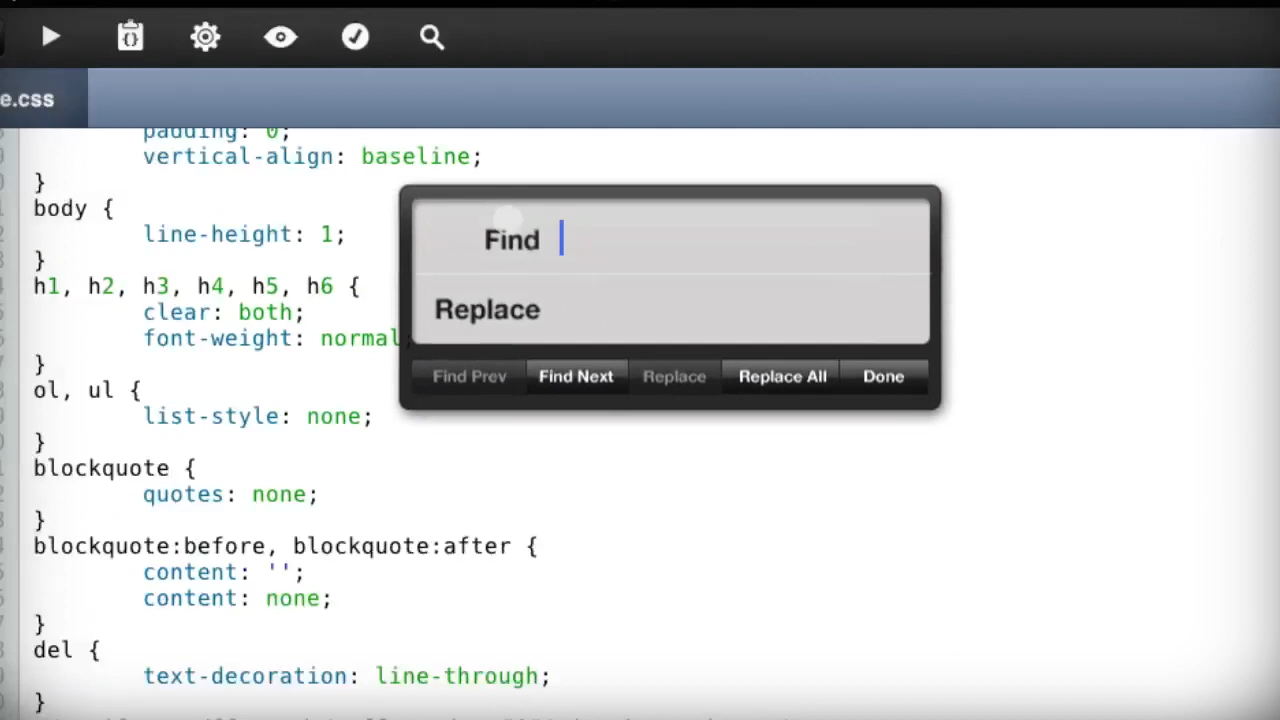 e.css
padding: 0;
vertical-align: baseline;
}
body {
line-height: 1;
}
h1, h2, h3, h4, h5, h6 {
clear: both;
font-weight: normal;
}
ol, ul {
list-style: none;
}
blockquote {
quotes: none;
}
blockquote:before, blockquote:after {
content: '';
content: none;
}
del {
text-decoration: line-through;
}
Find
Replace
Find Prev Find Next Replace Replace All Done